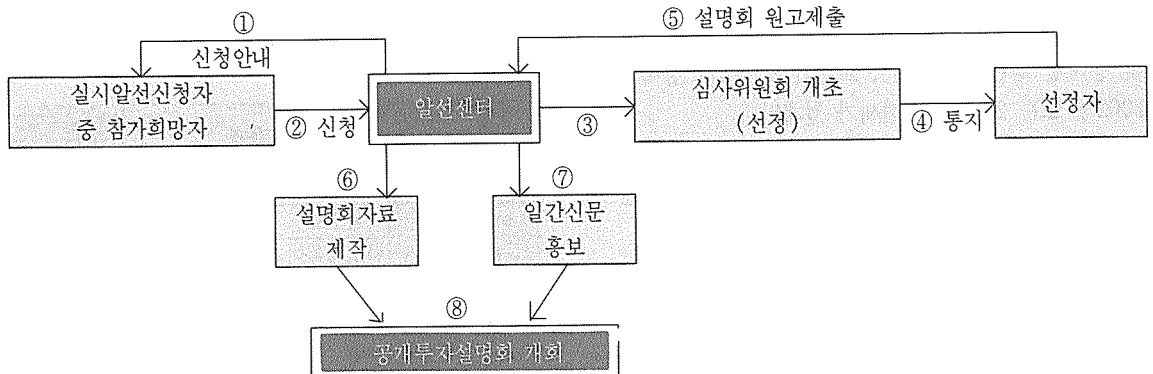 ①
⑤ 설명회 원고제출
신청안내
실시알선신청자
중 참가희망자
② 신청
알선센터
③
심사위원회 개초
(선정)
④ 통지
선정자
⑥
⑦
설명회자료
제작
일간신문
홍보
⑧
공개투자설명회 개회